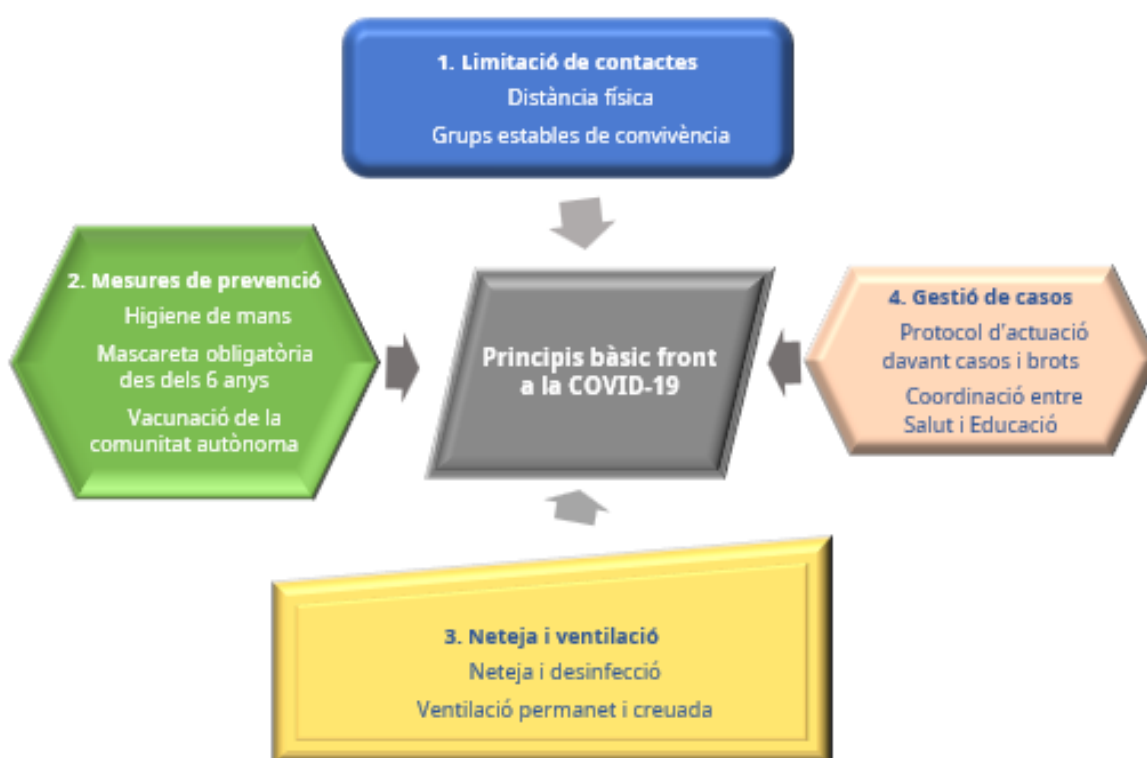 1. Limitació de contactes
Distància física
Grups estables de convivència
2. Mesures de prevenció
Higiene de mans
Mascareta obligatòria
des dels 6 anys
Vacunació de la
comunitat autònoma
Principis bàsic front
a la COVID-19
4. Gestió de casos
Protocol d'actuació
davant casos i brots
Coordinació entre
Salut i Educació
3. Neteja i ventilació
Neteja i desinfecció
Ventilació permanet i creuada